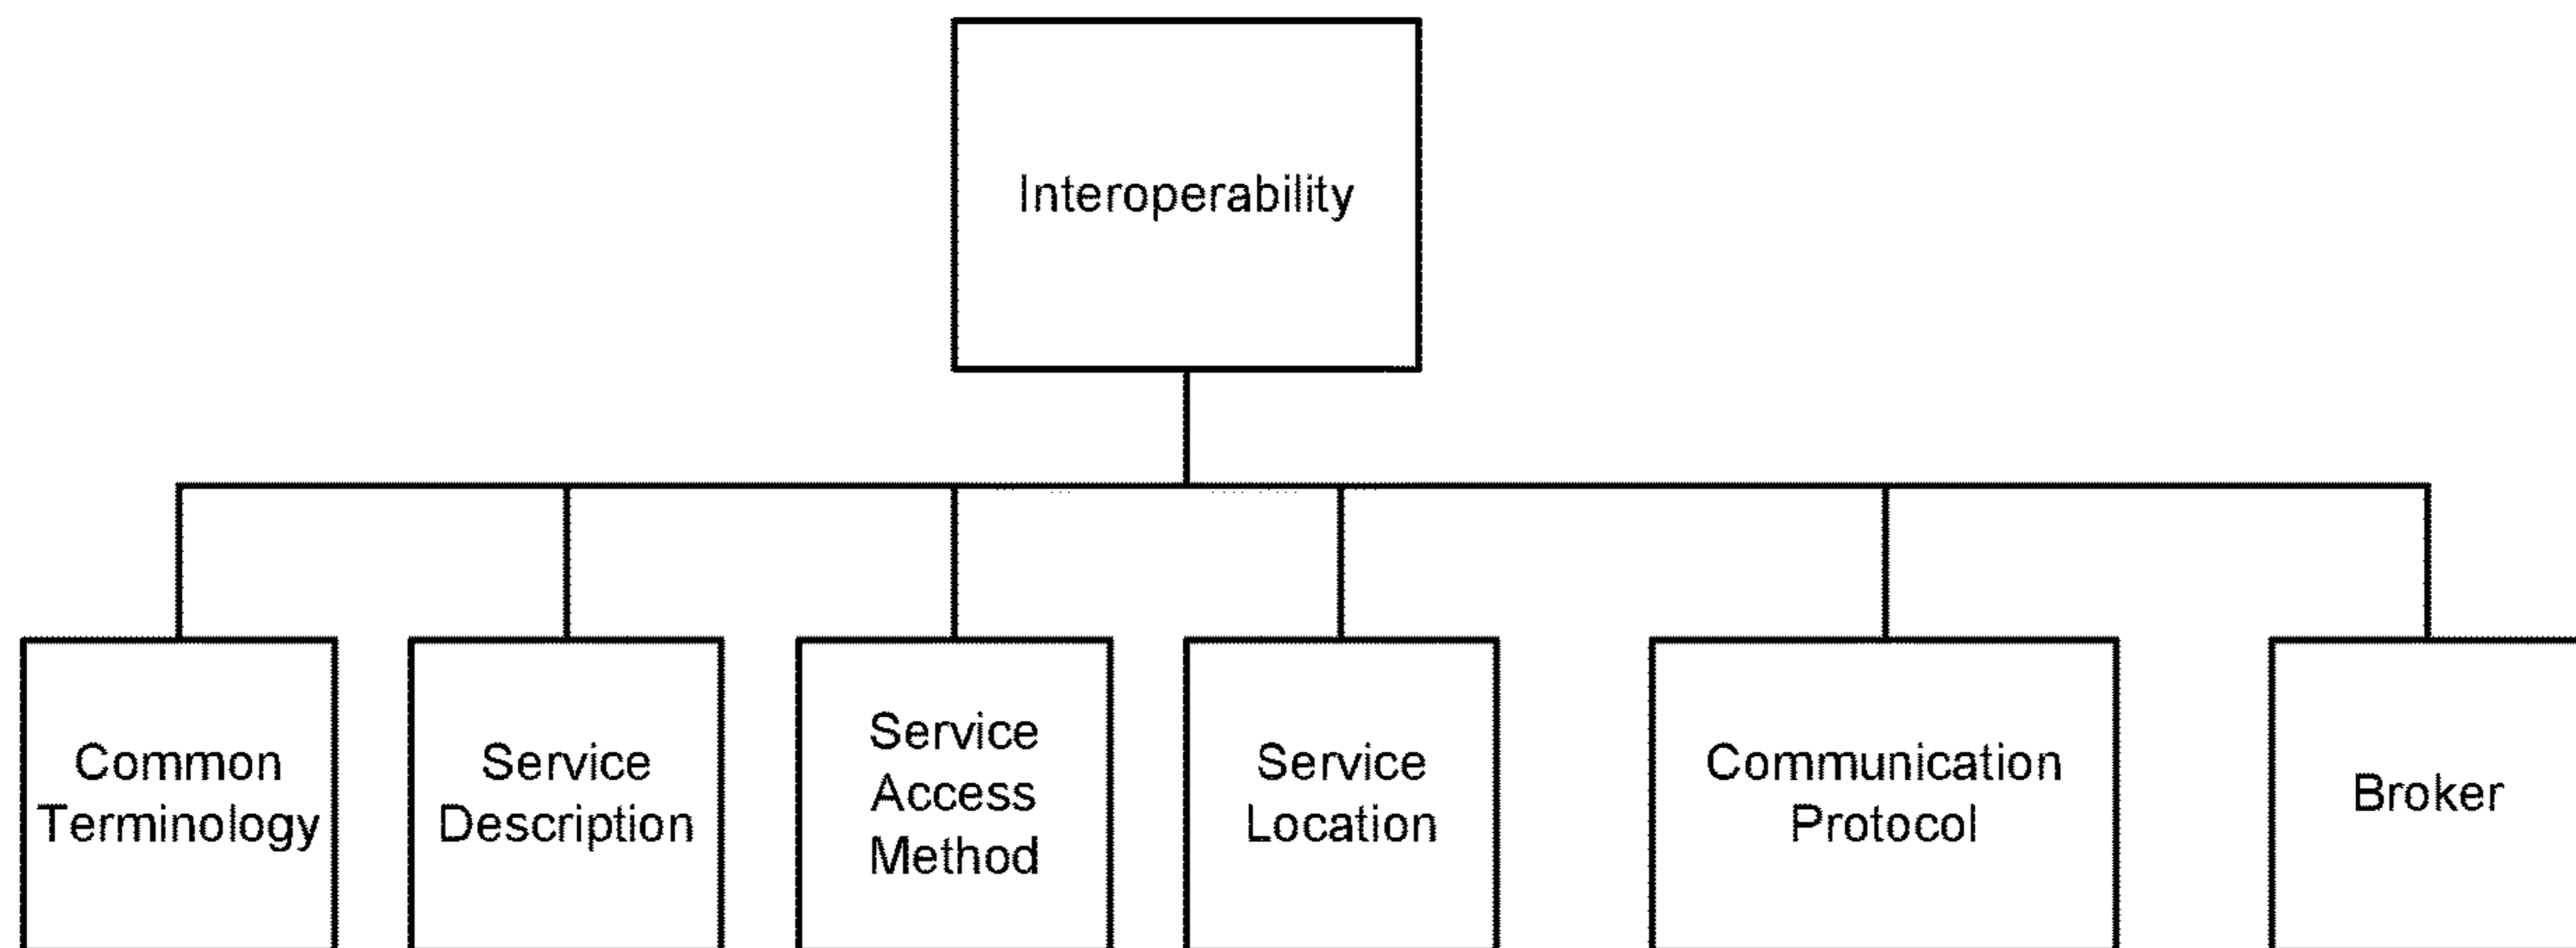 Interoperability
Common
Terminology
Service
Description
Service
Access
Method
Service
Location
Communication
Protocol
Broker